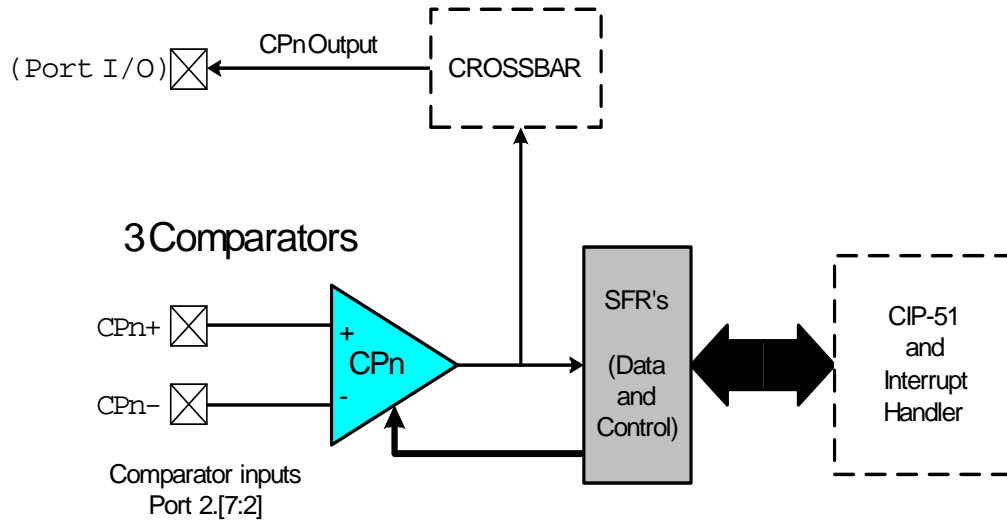 CPn Output
(Port I/O)
CROSSBAR
3 Comparators
SFR's
(Data
and
Control)
CIP-51
and
Interrupt
Handler
CPn+
+
CPn
CPn-
-
Comparator inputs
Port 2.[7:2]